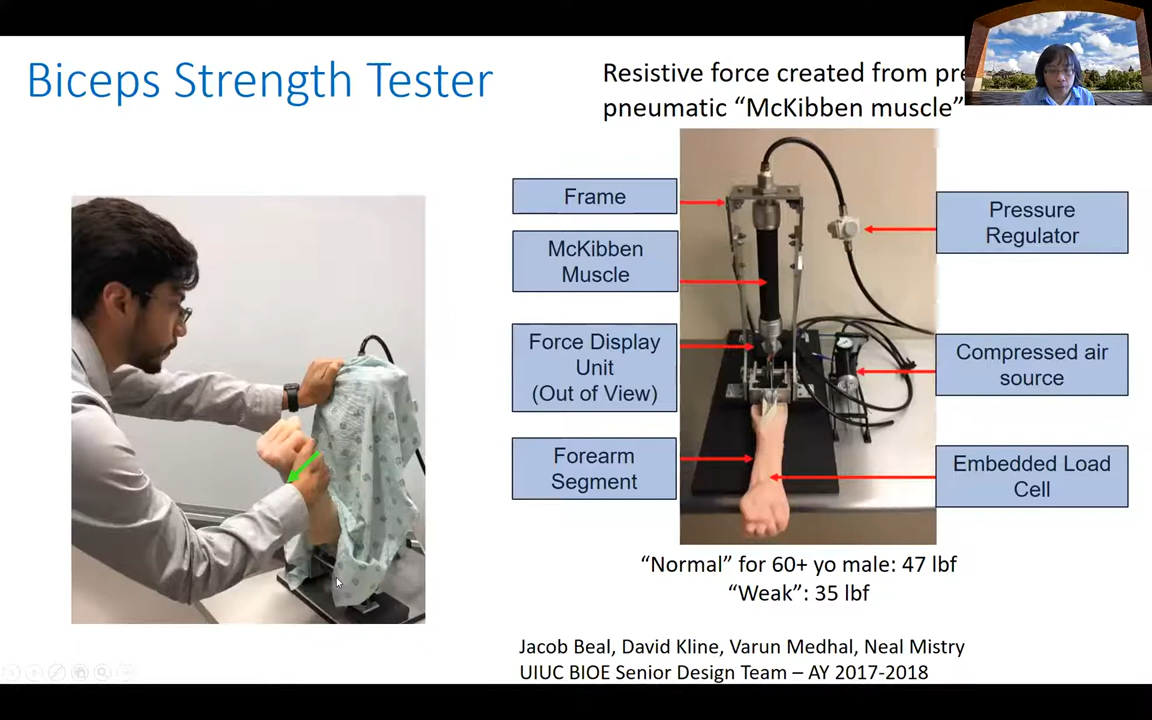 Biceps Strength Tester
Resistive force created from
pneumatic “McKibben muscle”
Frame
McKibben
Muscle
Force Display
Unit
(Out of View)
Forearm
Segment
Pressure
Regulator
Compressed air
source
Embedded Load
Cell
“Normal” for 60+ yo male: 47 lbf
“Weak”: 35 lbf
Jacob Beal, David Kline, Varun Medhal, Neal Mistry
UIUC BIOE Senior Design Team – AY 2017-2018